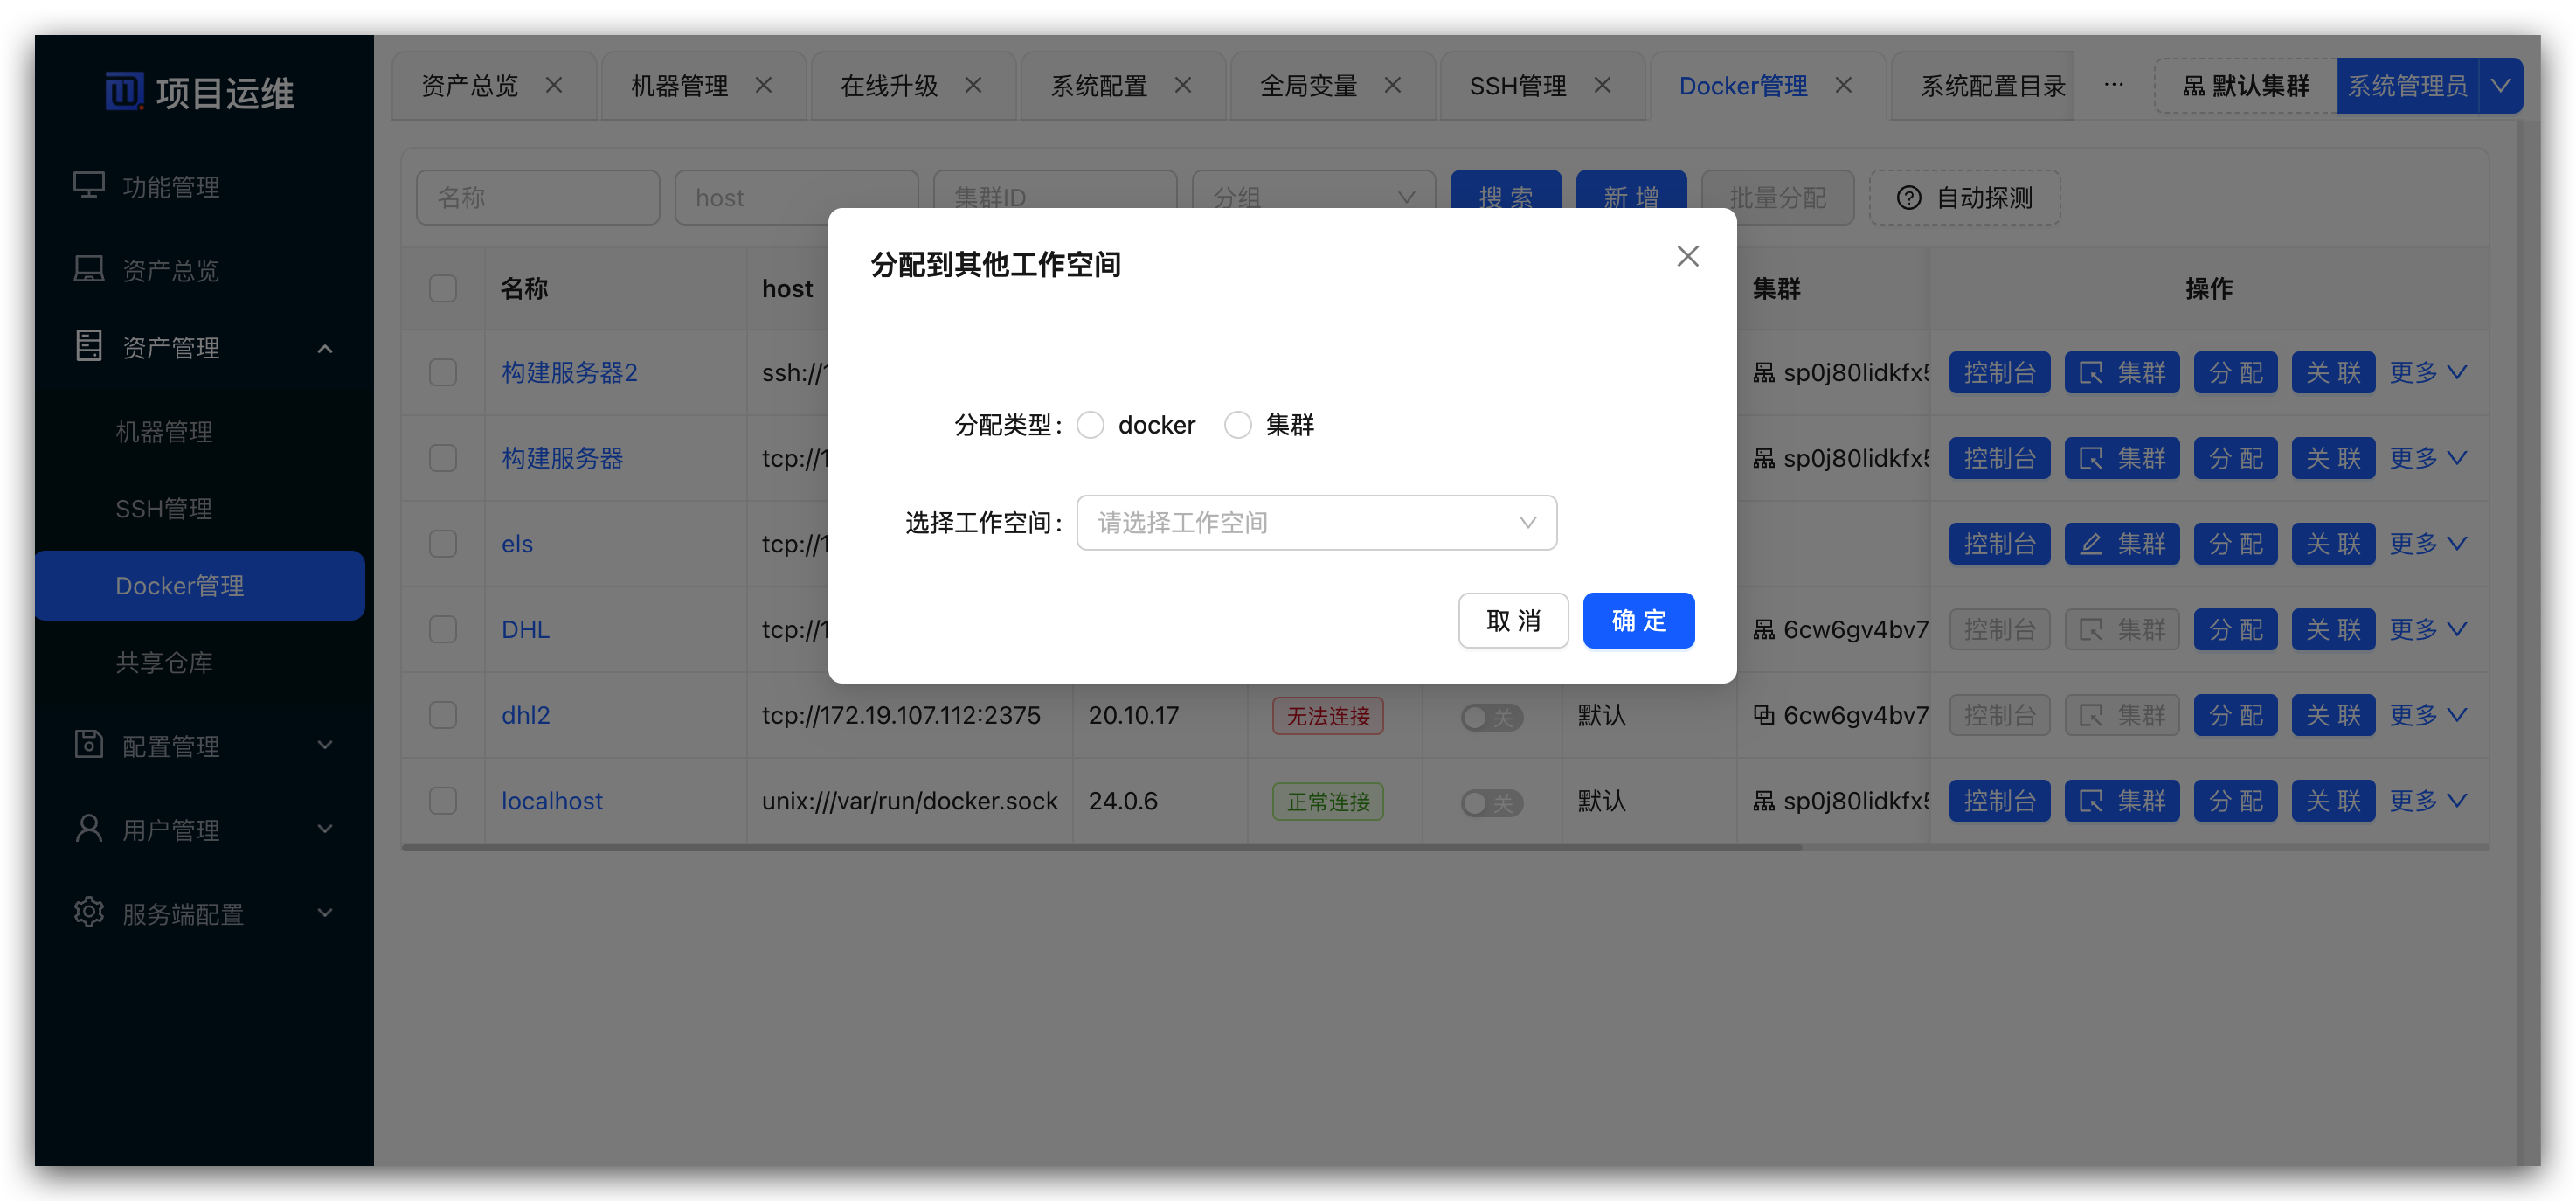 项目运维
功能管理
资产总览
资产管理
机器管理
SSH管理
Docker管理
共享仓库
配置管理
用户管理
服务端配置
资产总览 机器管理 在线升级 系统配置 全局变量 SSH管理 Docker管理 系统配置目录 ··· 默认集群 系统管理员
名称 host 集群ID 分组 搜 索 新 增 批量分配 自动探测
名称 host 集群 操作
构建服务器2 ssh://1 sp0j80lidkfx5 控制台 集群 分 配 关 联 更多
构建服务器 tcp://1 sp0j80lidkfx5 控制台 集群 分 配 关 联 更多
els tcp://1 控制台 集群 分 配 关 联 更多
DHL tcp://1 6cw6gv4bv7 控制台 集群 分 配 关 联 更多
dhl2 tcp://172.19.107.112:2375 20.10.17 无法连接 关 默认 6cw6gv4bv7 控制台 集群 分 配 关 联 更多
localhost unix:///var/run/docker.sock 24.0.6 正常连接 关 默认 sp0j80lidkfx5 控制台 集群 分 配 关 联 更多
分配到其他工作空间
分配类型: docker 集群
选择工作空间: 请选择工作空间
取 消 确 定